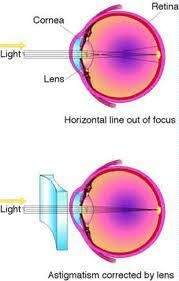 Retina
Cornea
Light
Lens
Horizontal line out of focus
Light
Astigmatism corrected by lens